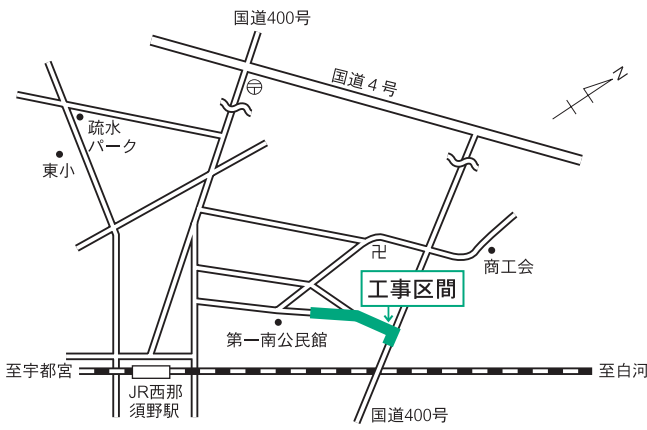 国道400号
国道4号
N
疏水
パーク
東小
商工会
工事区間
第一南公民館
至宇都宮
至白河
JR西那
須野駅
国道400号